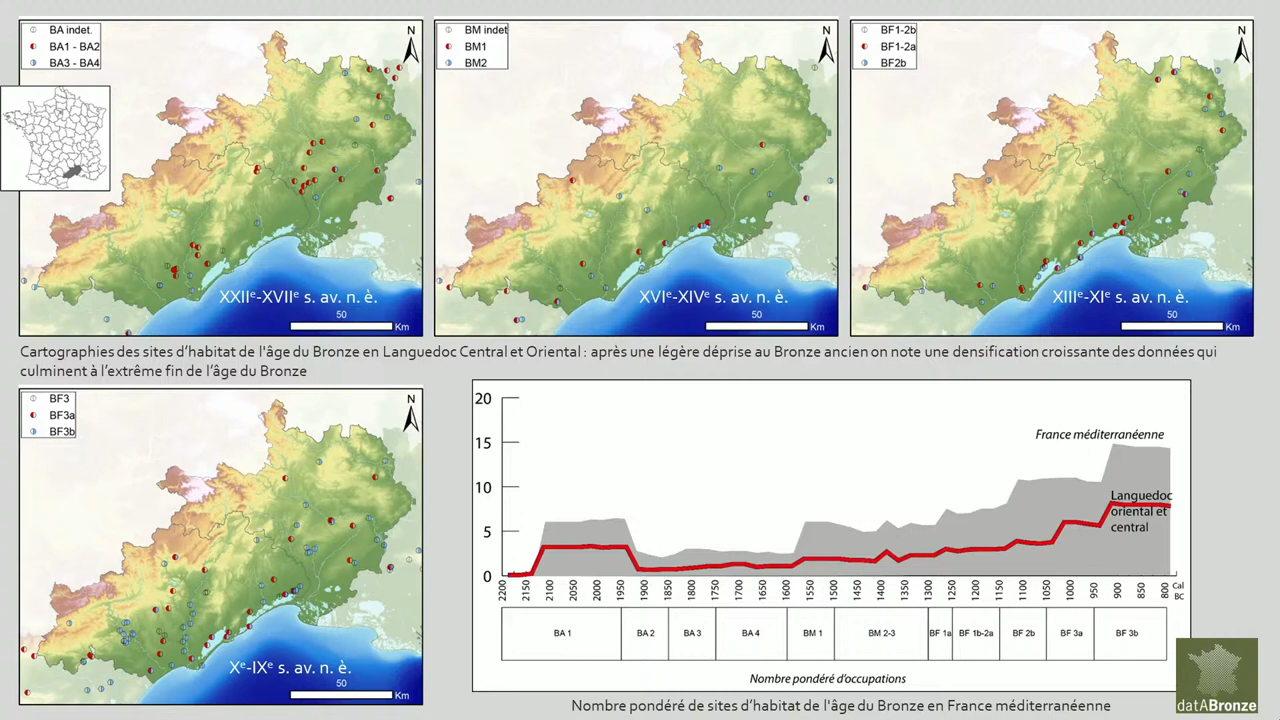 BA indet.
BA1 - BA2
BA3 - BA4
N
XXIIᵉ-XVIIᵉ s. av. n. è.
50
Km
BM indet
BM1
BM2
N
XVIᵉ-XIVᵉ s. av. n. è.
50
Km
BF1-2b
BF1-2a
BF2b
N
XIIIᵉ-XIᵉ s. av. n. è.
50
Km
Cartographies des sites d'habitat de l'âge du Bronze en Languedoc Central et Oriental : après une légère déprise au Bronze ancien on note une densification croissante des données qui
culminent à l'extrême fin de l'âge du Bronze
BF3
BF3a
BF3b
N
Xᵉ-IXᵉ s. av. n. è.
50
Km
20
15
10
5
0
France méditerranéenne
Languedoc
oriental et
central
2200 2150 2100 2050 2000 1950 1900 1850 1800 1750 1700 1650 1600 1550 1500 1450 1400 1350 1300 1250 1200 1150 1100 1050 1000 950 900 850 800 Cal
BC
BA 1 BA 2 BA 3 BA 4 BM 1 BM 2-3 BF 1a BF 1b-2a BF 2b BF 3a BF 3b
Nombre pondéré d'occupations
Nombre pondéré de sites d'habitat de l'âge du Bronze en France méditerranéenne
datABronze